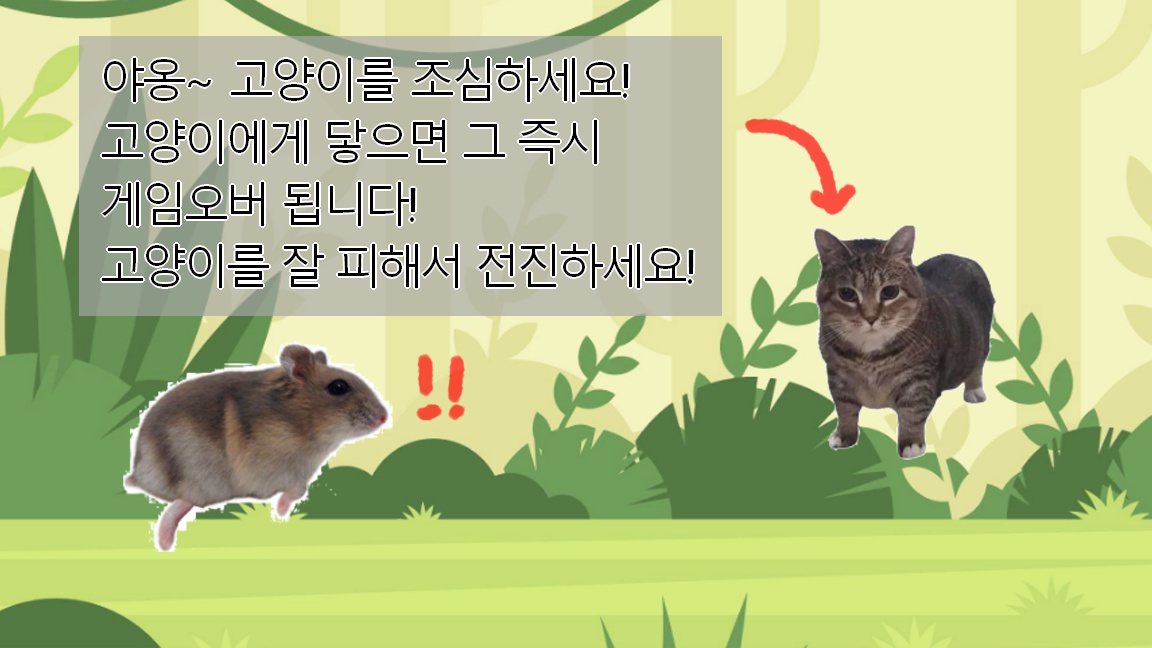 야옹~ 고양이를 조심하세요!
고양이에게 닿으면 그 즉시
게임오버 됩니다!
고양이를 잘 피해서 전진하세요!
!!